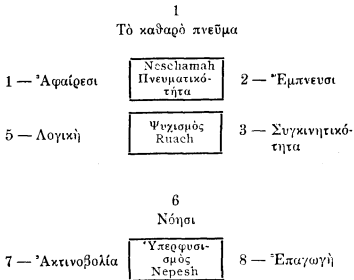 1
Τὸ καθαρὸ πνεῦμα
Neschamah
Πνευματικό-
τήτα
1 — Ἀφαίρεσι
2 — Ἔμπνευσι
Ψυχισμὸς
Ruach
5 — Λογικὴ
3 — Συγκινητικό-
τητα
6
Νόησι
Ὑπερφυσι-
σμὸς
Nepesh
7 — Ἀκτινοβολία
8 — Ἐπαγωγὴ